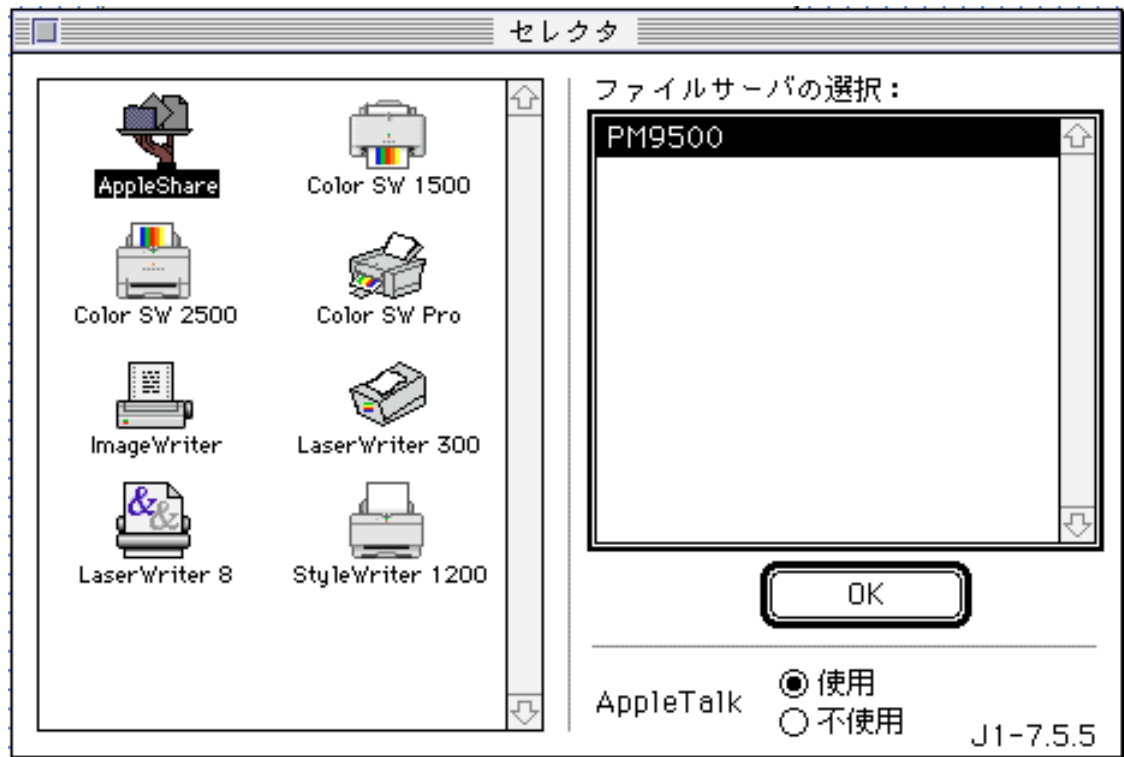 セレクタ
AppleShare
Color SW 1500
Color SW 2500
Color SW Pro
ImageWriter
LaserWriter 300
LaserWriter 8
StyleWriter 1200
ファイルサーバの選択：
PM9500
OK
AppleTalk
使用
不使用
J1-7.5.5